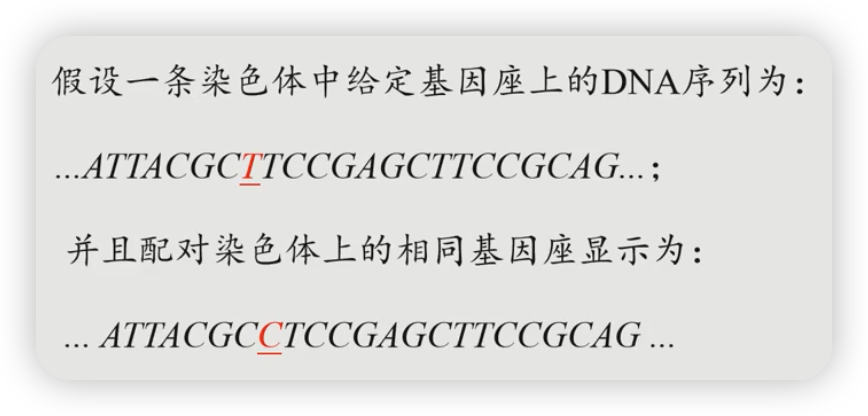 假设一条染色体中给定基因座上的DNA序列为：
...ATTACGCTTCCGAGCTTCCGCAG...；
并且配对染色体上的相同基因座显示为：
... ATTACGCCTCCGAGCTTCCGCAG ...